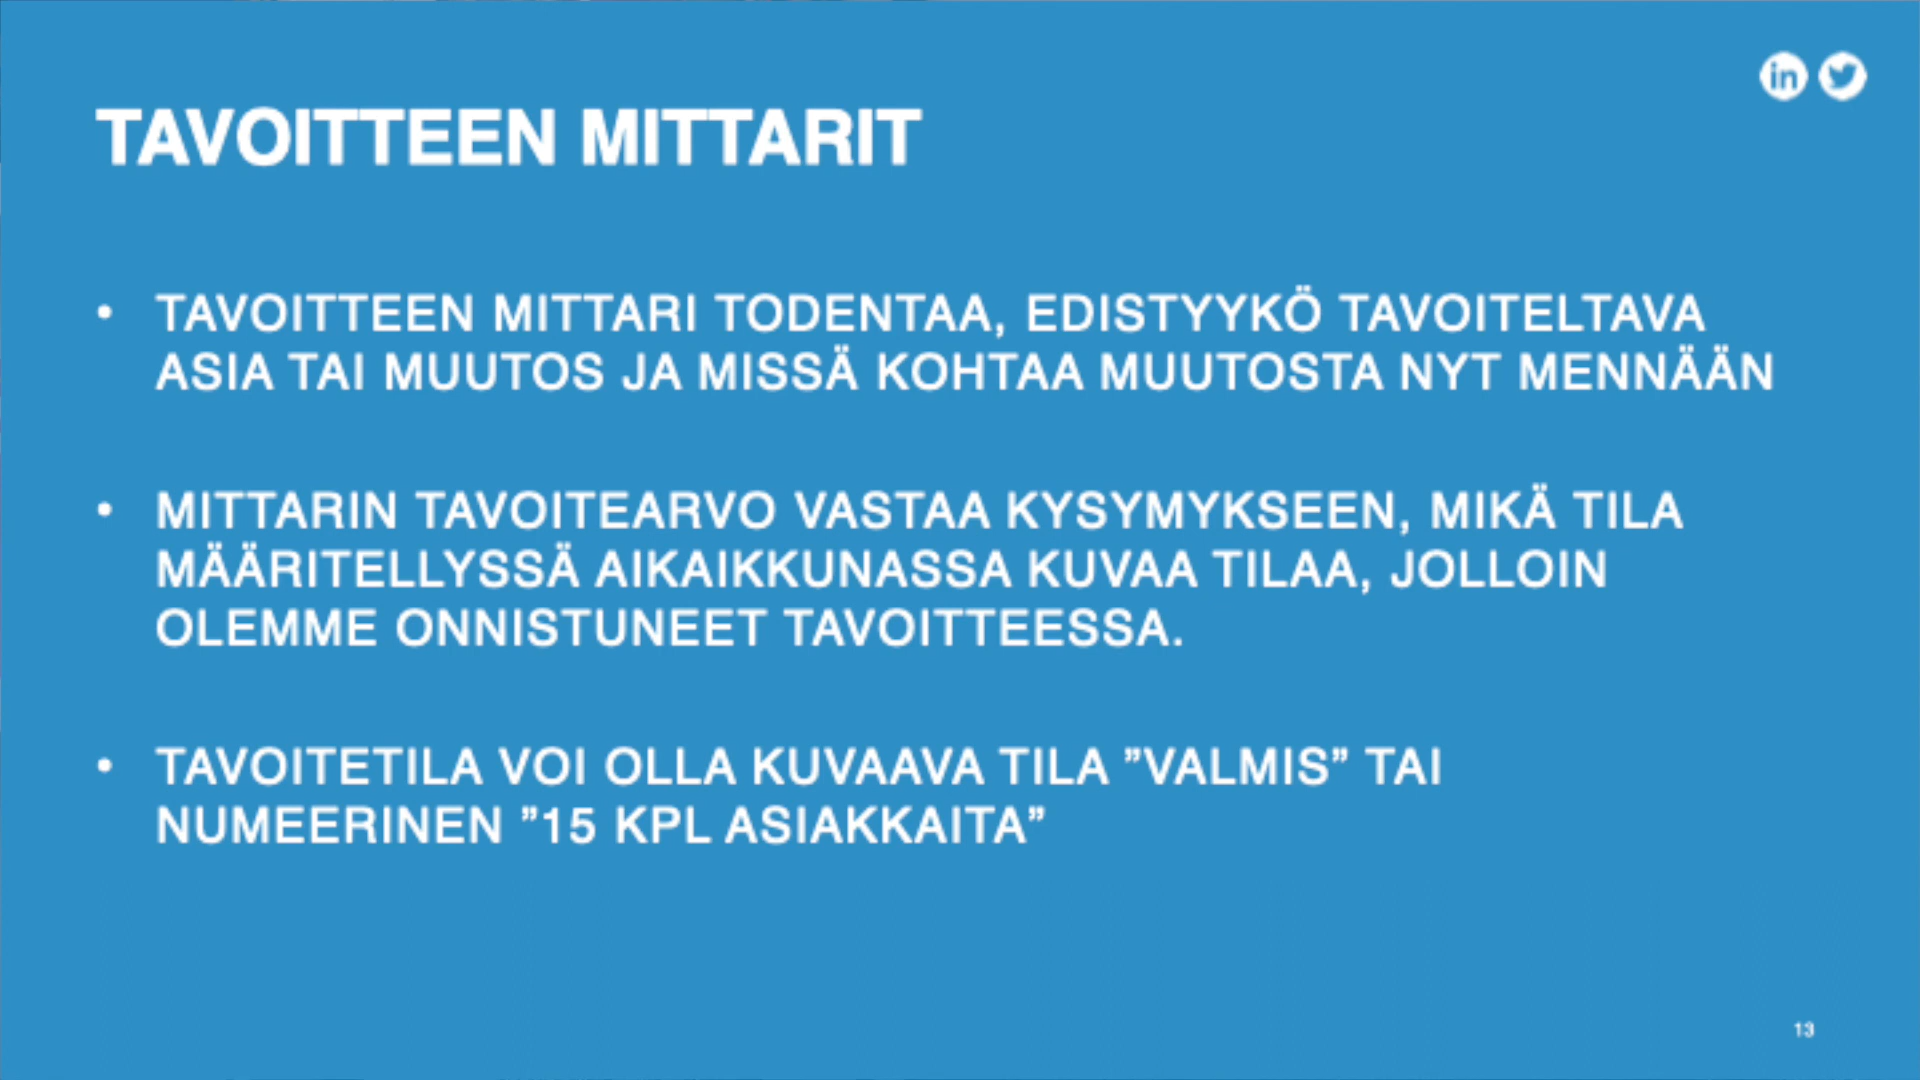 in
TAVOITTEEN MITTARIT
• TAVOITTEEN MITTARI TODENTAA, EDISTYYKÖ TAVOITELTAVA
ASIA TAI MUUTOS JA MISSÄ KOHTAA MUUTOSTA NYT MENNÄÄN
• MITTARIN TAVOITEARVO VASTAA KYSYMYKSEEN, MIKÄ TILA
MÄÄRITELLYSSÄ AIKAIKKUNASSA KUVAA TILAA, JOLLOIN
OLEMME ONNISTUNEET TAVOITTEESSA.
• TAVOITETILA VOI OLLA KUVAAVA TILA ”VALMIS” TAI
NUMEERINEN ”15 KPL ASIAKKAITA”
13